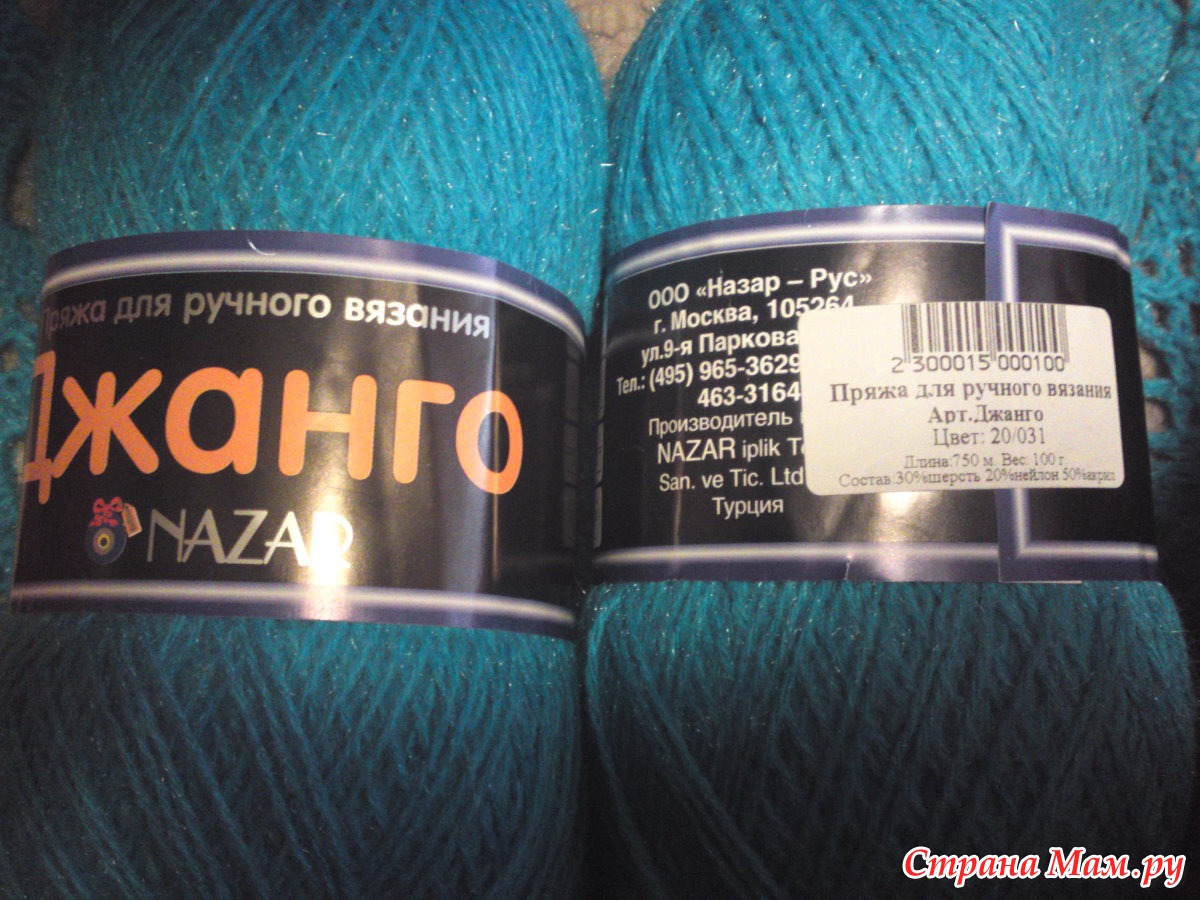 Пряжа для ручного вязания
Джанго
NAZAR
ООО «Назар – Рус»
г. Москва, 105264
ул.9-я Паркова
Тел.: (495) 965-3629
463-3164
Производитель
NAZAR iplik
San. ve Tic. Ltd
Турция
2 300015 000100
Пряжа для ручного вязания
Арт.Джанго
Цвет: 20/031
Длина:750 м. Вес: 100 г.
Состав:30%шерсть 20%нейлон 50%акрил
Страна Мам.ру